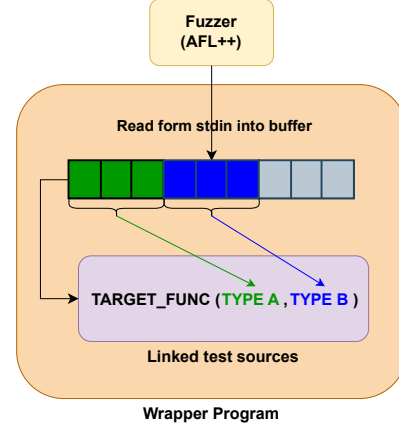 Fuzzer
(AFL++)
Read form stdin into buffer
TARGET_FUNC (TYPE A ,TYPE B )
Linked test sources
Wrapper Program